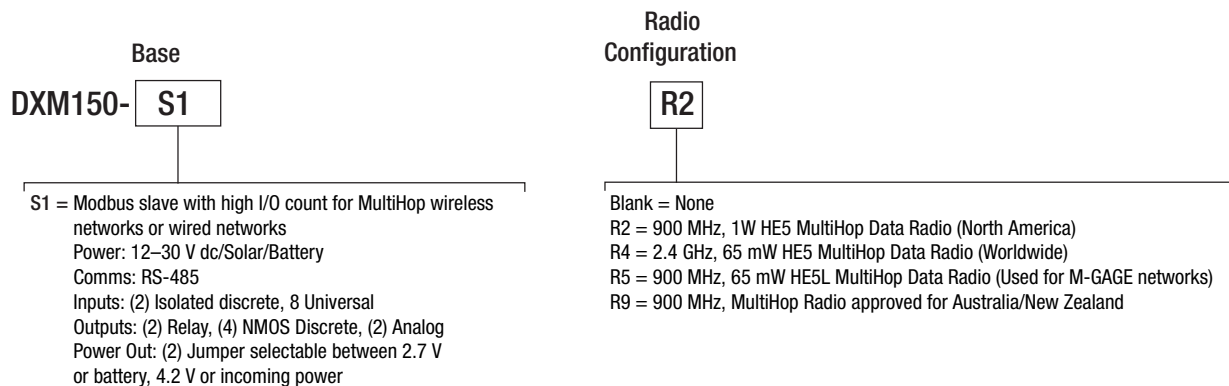 Base
DXM150- S1
S1 = Modbus slave with high I/O count for MultiHop wireless
networks or wired networks
Power: 12–30 V dc/Solar/Battery
Comms: RS-485
Inputs: (2) Isolated discrete, 8 Universal
Outputs: (2) Relay, (4) NMOS Discrete, (2) Analog
Power Out: (2) Jumper selectable between 2.7 V
or battery, 4.2 V or incoming power
Radio
Configuration
R2
Blank = None
R2 = 900 MHz, 1W HE5 MultiHop Data Radio (North America)
R4 = 2.4 GHz, 65 mW HE5 MultiHop Data Radio (Worldwide)
R5 = 900 MHz, 65 mW HE5L MultiHop Data Radio (Used for M-GAGE networks)
R9 = 900 MHz, MultiHop Radio approved for Australia/New Zealand